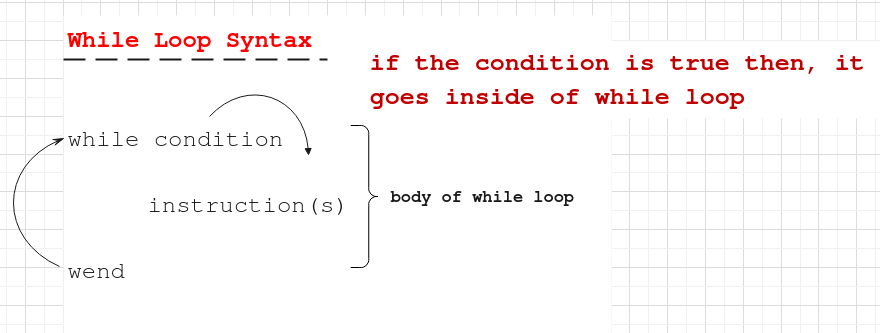 While Loop Syntax
if the condition is true then, it
goes inside of while loop
while condition
instruction(s)
body of while loop
wend